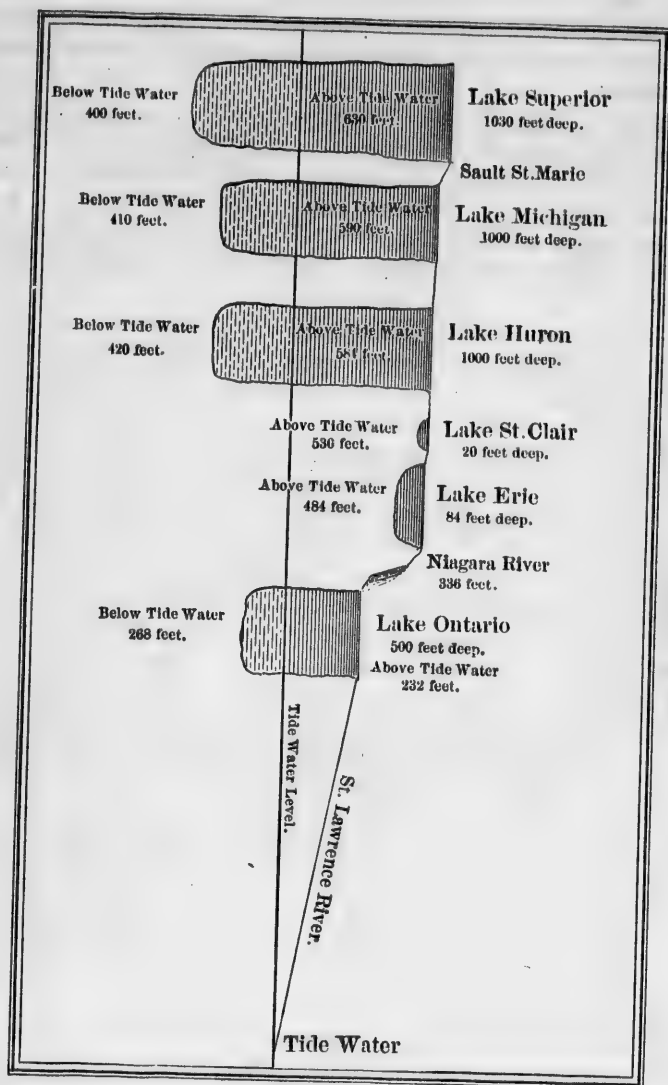 Below Tide Water
400 feet.
Above Tide Water
630 feet.
Lake Superior
1030 feet deep.
Sault St. Marie
Below Tide Water
410 feet.
Above Tide Water
590 feet.
Lake Michigan
1000 feet deep.
Below Tide Water
420 feet.
Above Tide Water
feet.
Lake Huron
1000 feet deep.
Above Tide Water
530 feet.
Lake St. Clair
20 feet deep.
Above Tide Water
484 feet.
Lake Erie
84 feet deep.
Niagara River
336 feet.
Below Tide Water
268 feet.
Lake Ontario
500 feet deep.
Above Tide Water
232 feet.
Tide Water Level.
St. Lawrence River.
Tide Water